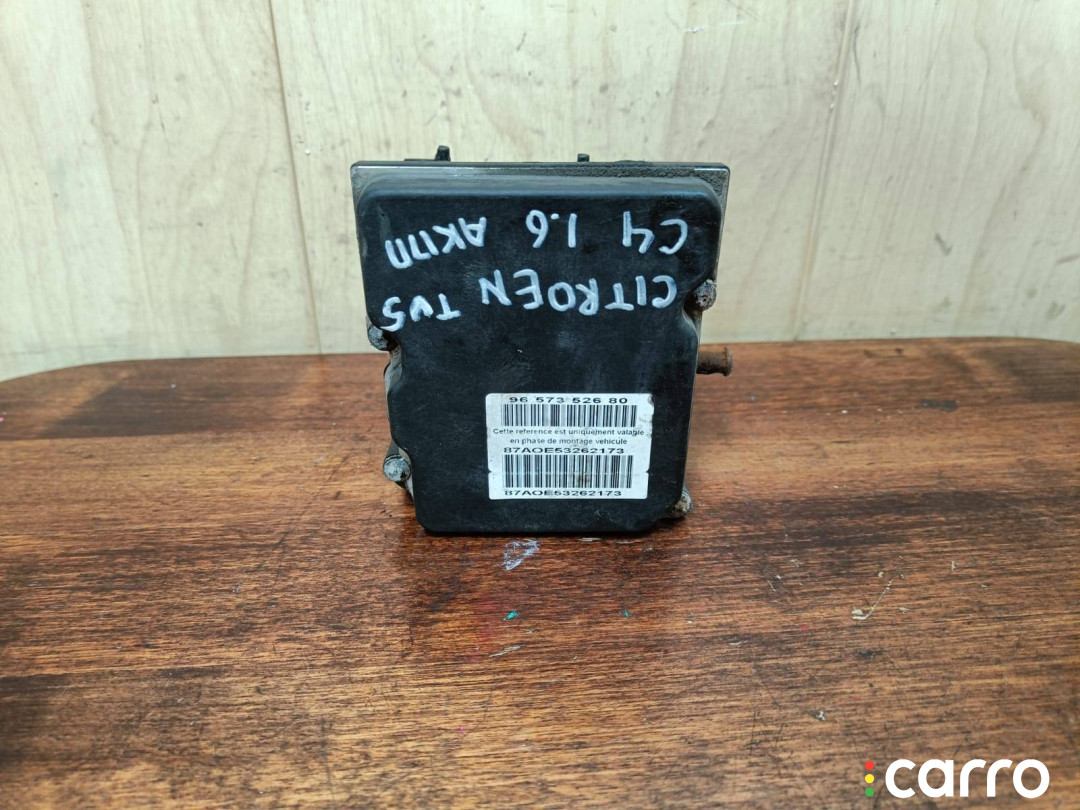 CITROEN TU5
C4 1.6 АКПП
96 573 526 80
Cette reference est uniquement valable
en phase de montage vehicule
87AOE53262173
87AOE53262173
carro